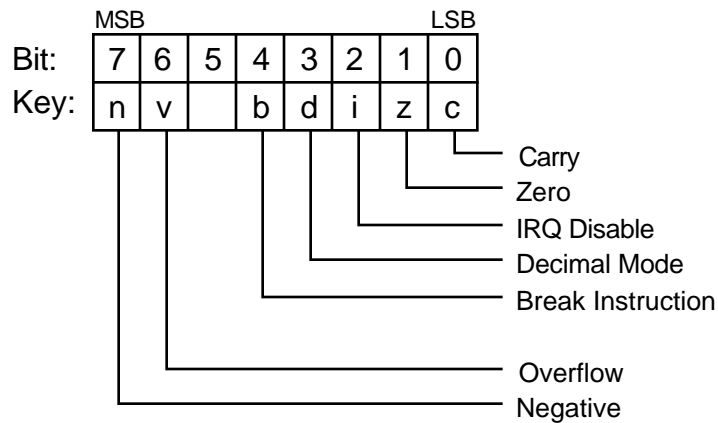 MSB LSB
Bit: 7 6 5 4 3 2 1 0
Key: n v b d i z c
Carry
Zero
IRQ Disable
Decimal Mode
Break Instruction
Overflow
Negative